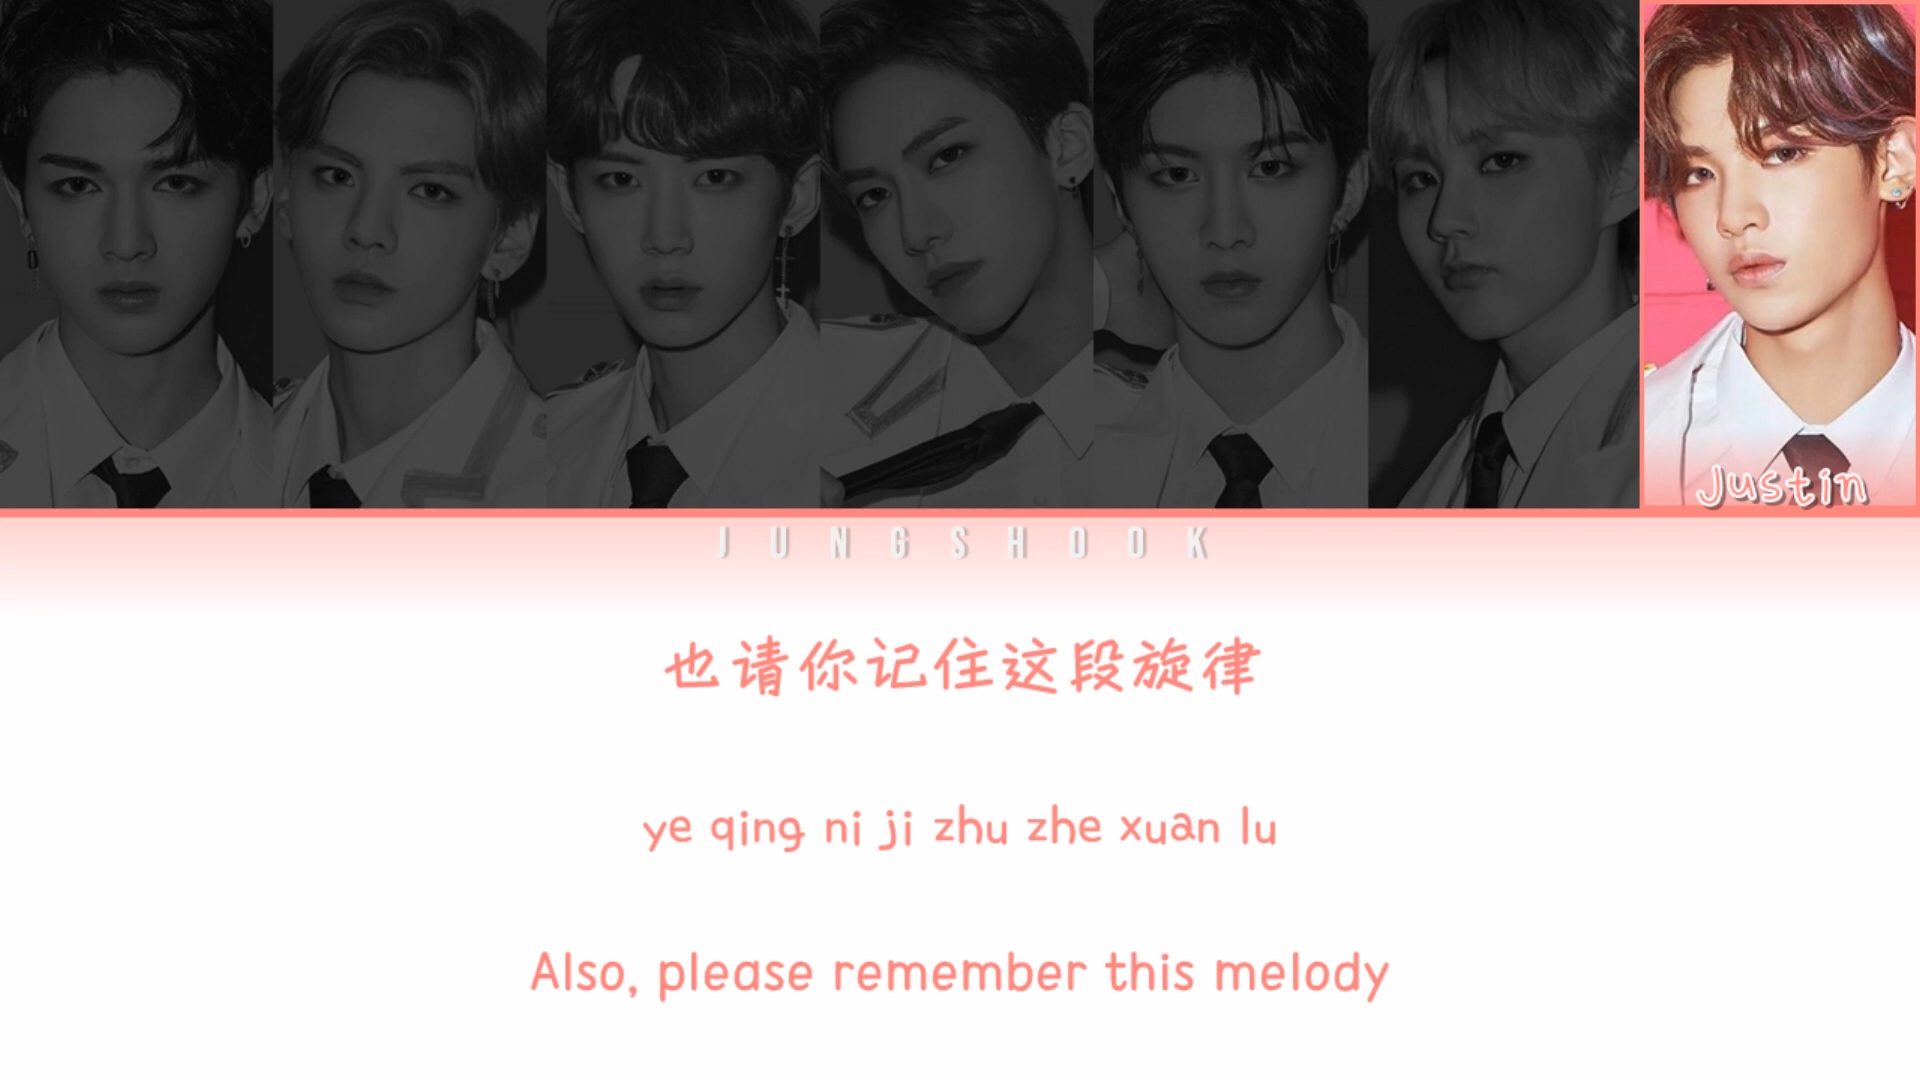 Justin
JUNGSHOOK
也请你记住这段旋律
ye qing ni ji zhu zhe xuan lu
Also, please remember this melody